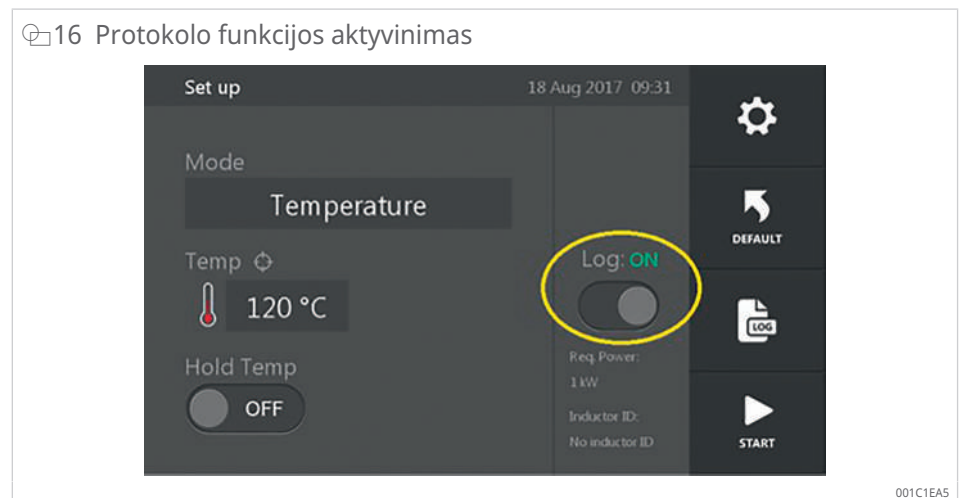 16 Protokolo funkcijos aktyvinimas
Set up
18 Aug 2017 09:31
Mode
Temperature
DEFAULT
Temp
Log: ON
120 °C
LOG
Hold Temp
OFF
Req. Power:
1 kW
Inductor ID:
No inductor ID
START
001C1EA5